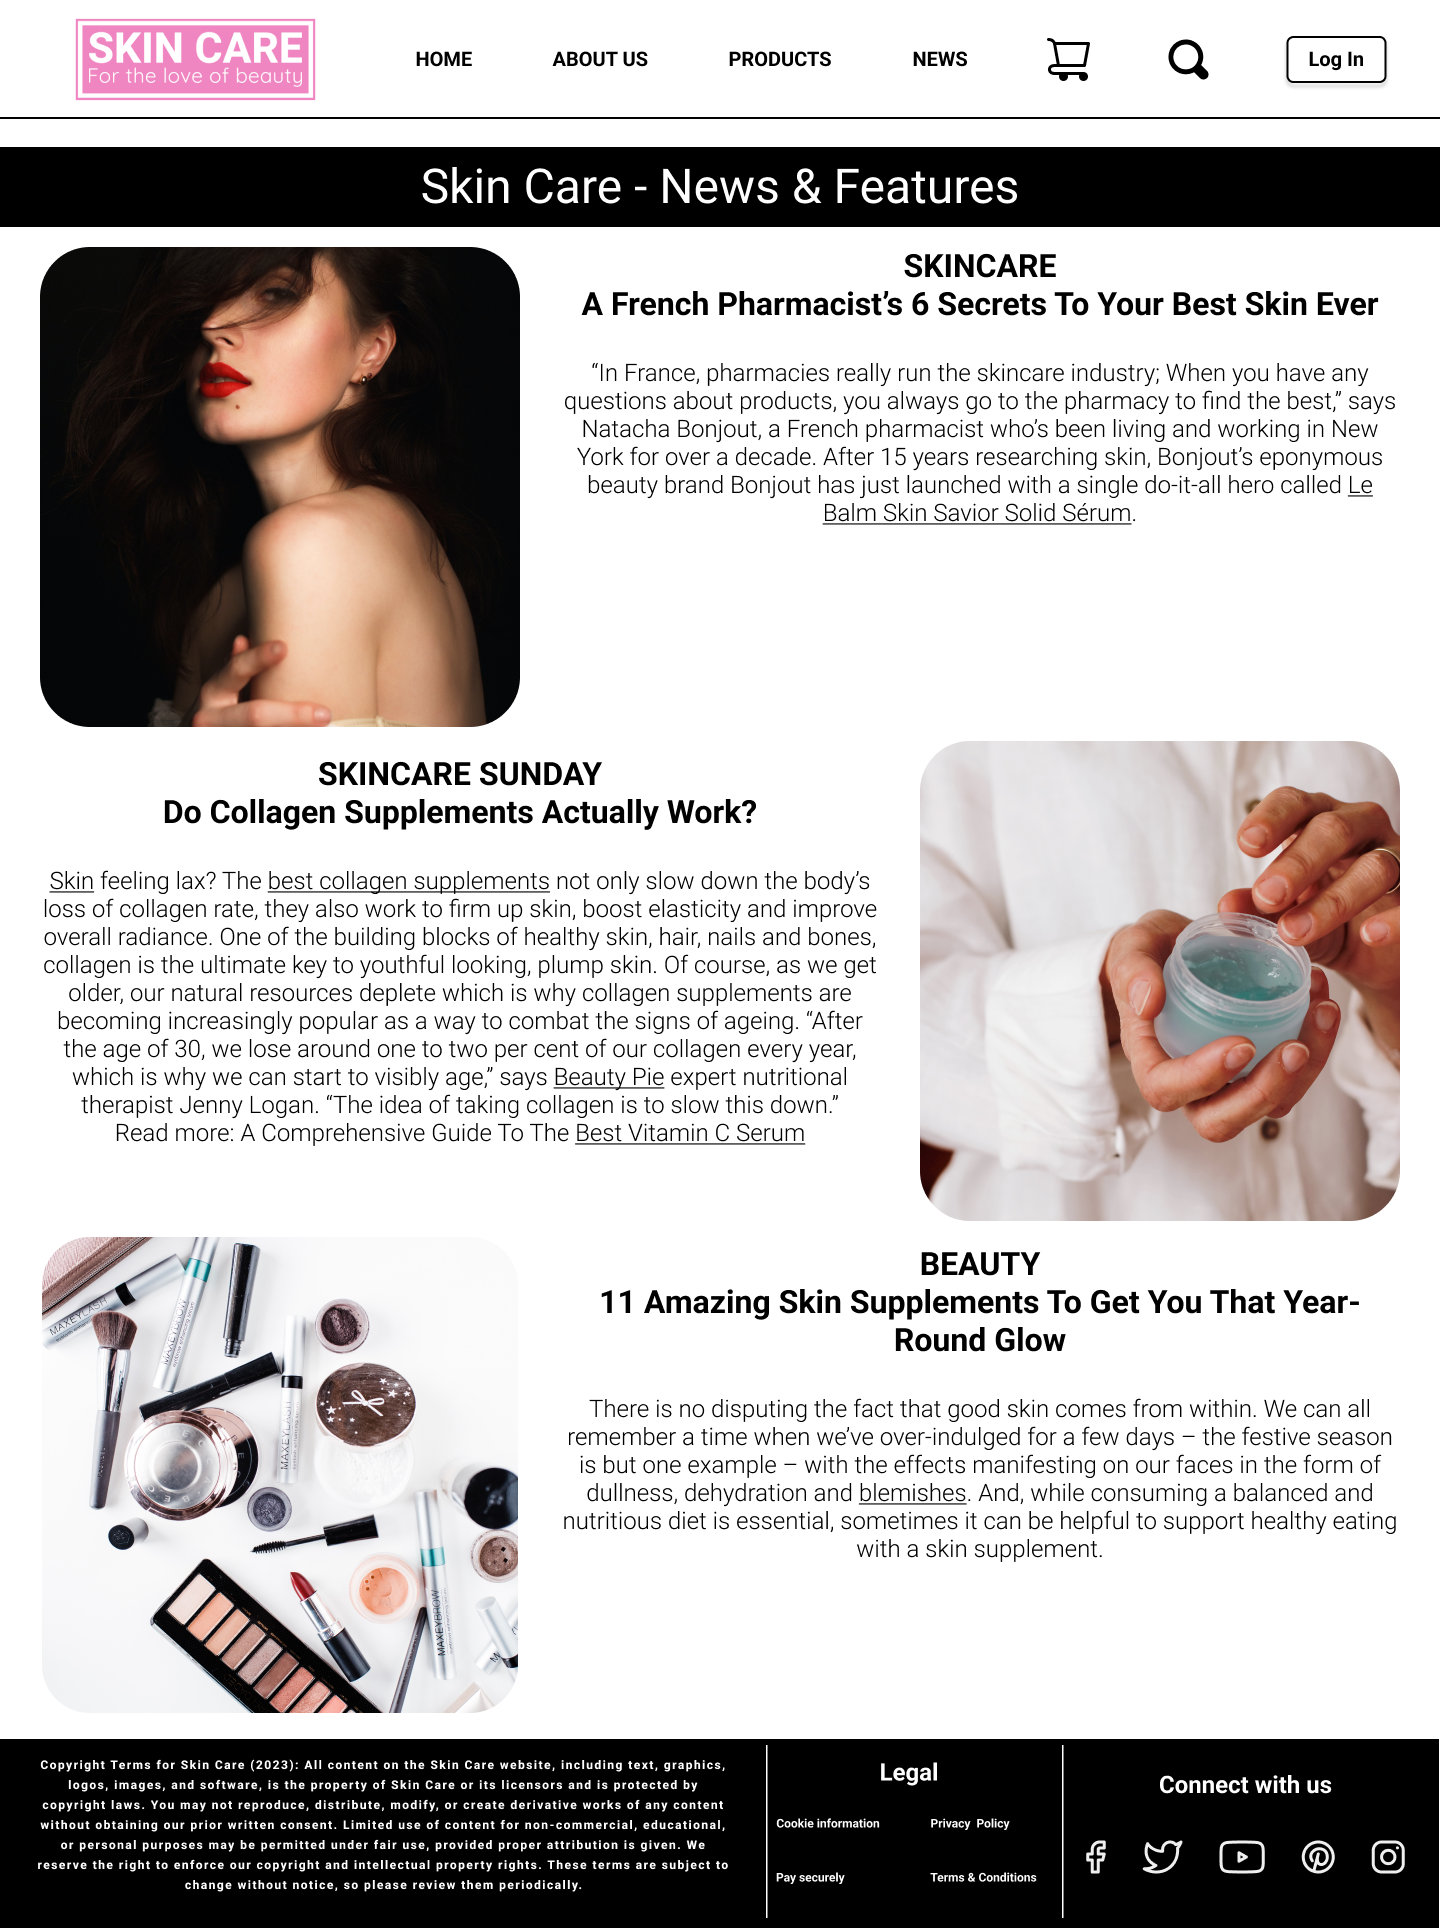 SKIN CARE
For the love of beauty
HOME
ABOUT US
PRODUCTS
NEWS
Log In
Skin Care - News & Features
SKINCARE
A French Pharmacist’s 6 Secrets To Your Best Skin Ever
“In France, pharmacies really run the skincare industry; When you have any
questions about products, you always go to the pharmacy to find the best,” says
Natacha Bonjout, a French pharmacist who’s been living and working in New
York for over a decade. After 15 years researching skin, Bonjout’s eponymous
beauty brand Bonjout has just launched with a single do-it-all hero called Le
Balm Skin Savior Solid Sérum.
SKINCARE SUNDAY
Do Collagen Supplements Actually Work?
Skin feeling lax? The best collagen supplements not only slow down the body’s
loss of collagen rate, they also work to firm up skin, boost elasticity and improve
overall radiance. One of the building blocks of healthy skin, hair, nails and bones,
collagen is the ultimate key to youthful looking, plump skin. Of course, as we get
older, our natural resources deplete which is why collagen supplements are
becoming increasingly popular as a way to combat the signs of ageing. “After
the age of 30, we lose around one to two per cent of our collagen every year,
which is why we can start to visibly age,” says Beauty Pie expert nutritional
therapist Jenny Logan. “The idea of taking collagen is to slow this down.”
Read more: A Comprehensive Guide To The Best Vitamin C Serum
MAXEYLASH
MAXEYBROW
MAXEYLASH
MAXEYBROW
BEAUTY
11 Amazing Skin Supplements To Get You That Year-
Round Glow
There is no disputing the fact that good skin comes from within. We can all
remember a time when we’ve over-indulged for a few days – the festive season
is but one example – with the effects manifesting on our faces in the form of
dullness, dehydration and blemishes. And, while consuming a balanced and
nutritious diet is essential, sometimes it can be helpful to support healthy eating
with a skin supplement.
Copyright Terms for Skin Care (2023): All content on the Skin Care website, including text, graphics,
logos, images, and software, is the property of Skin Care or its licensors and is protected by
copyright laws. You may not reproduce, distribute, modify, or create derivative works of any content
without obtaining our prior written consent. Limited use of content for non-commercial, educational,
or personal purposes may be permitted under fair use, provided proper attribution is given. We
reserve the right to enforce our copyright and intellectual property rights. These terms are subject to
change without notice, so please review them periodically.
Legal
Cookie information
Privacy Policy
Pay securely
Terms & Conditions
Connect with us